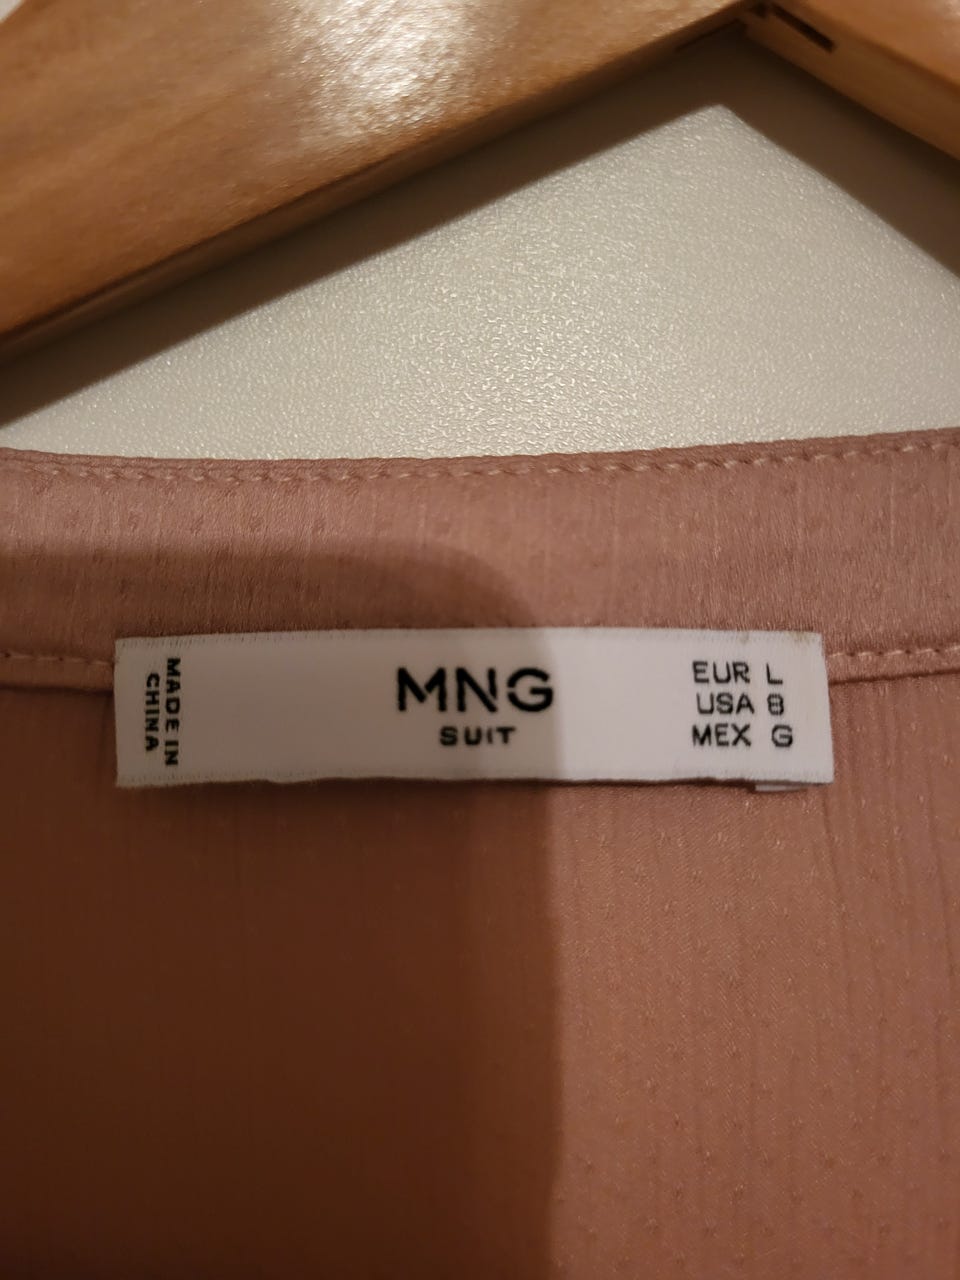 MADE IN
CHINA
MNG
SUIT
EUR L
USA 8
MEX G